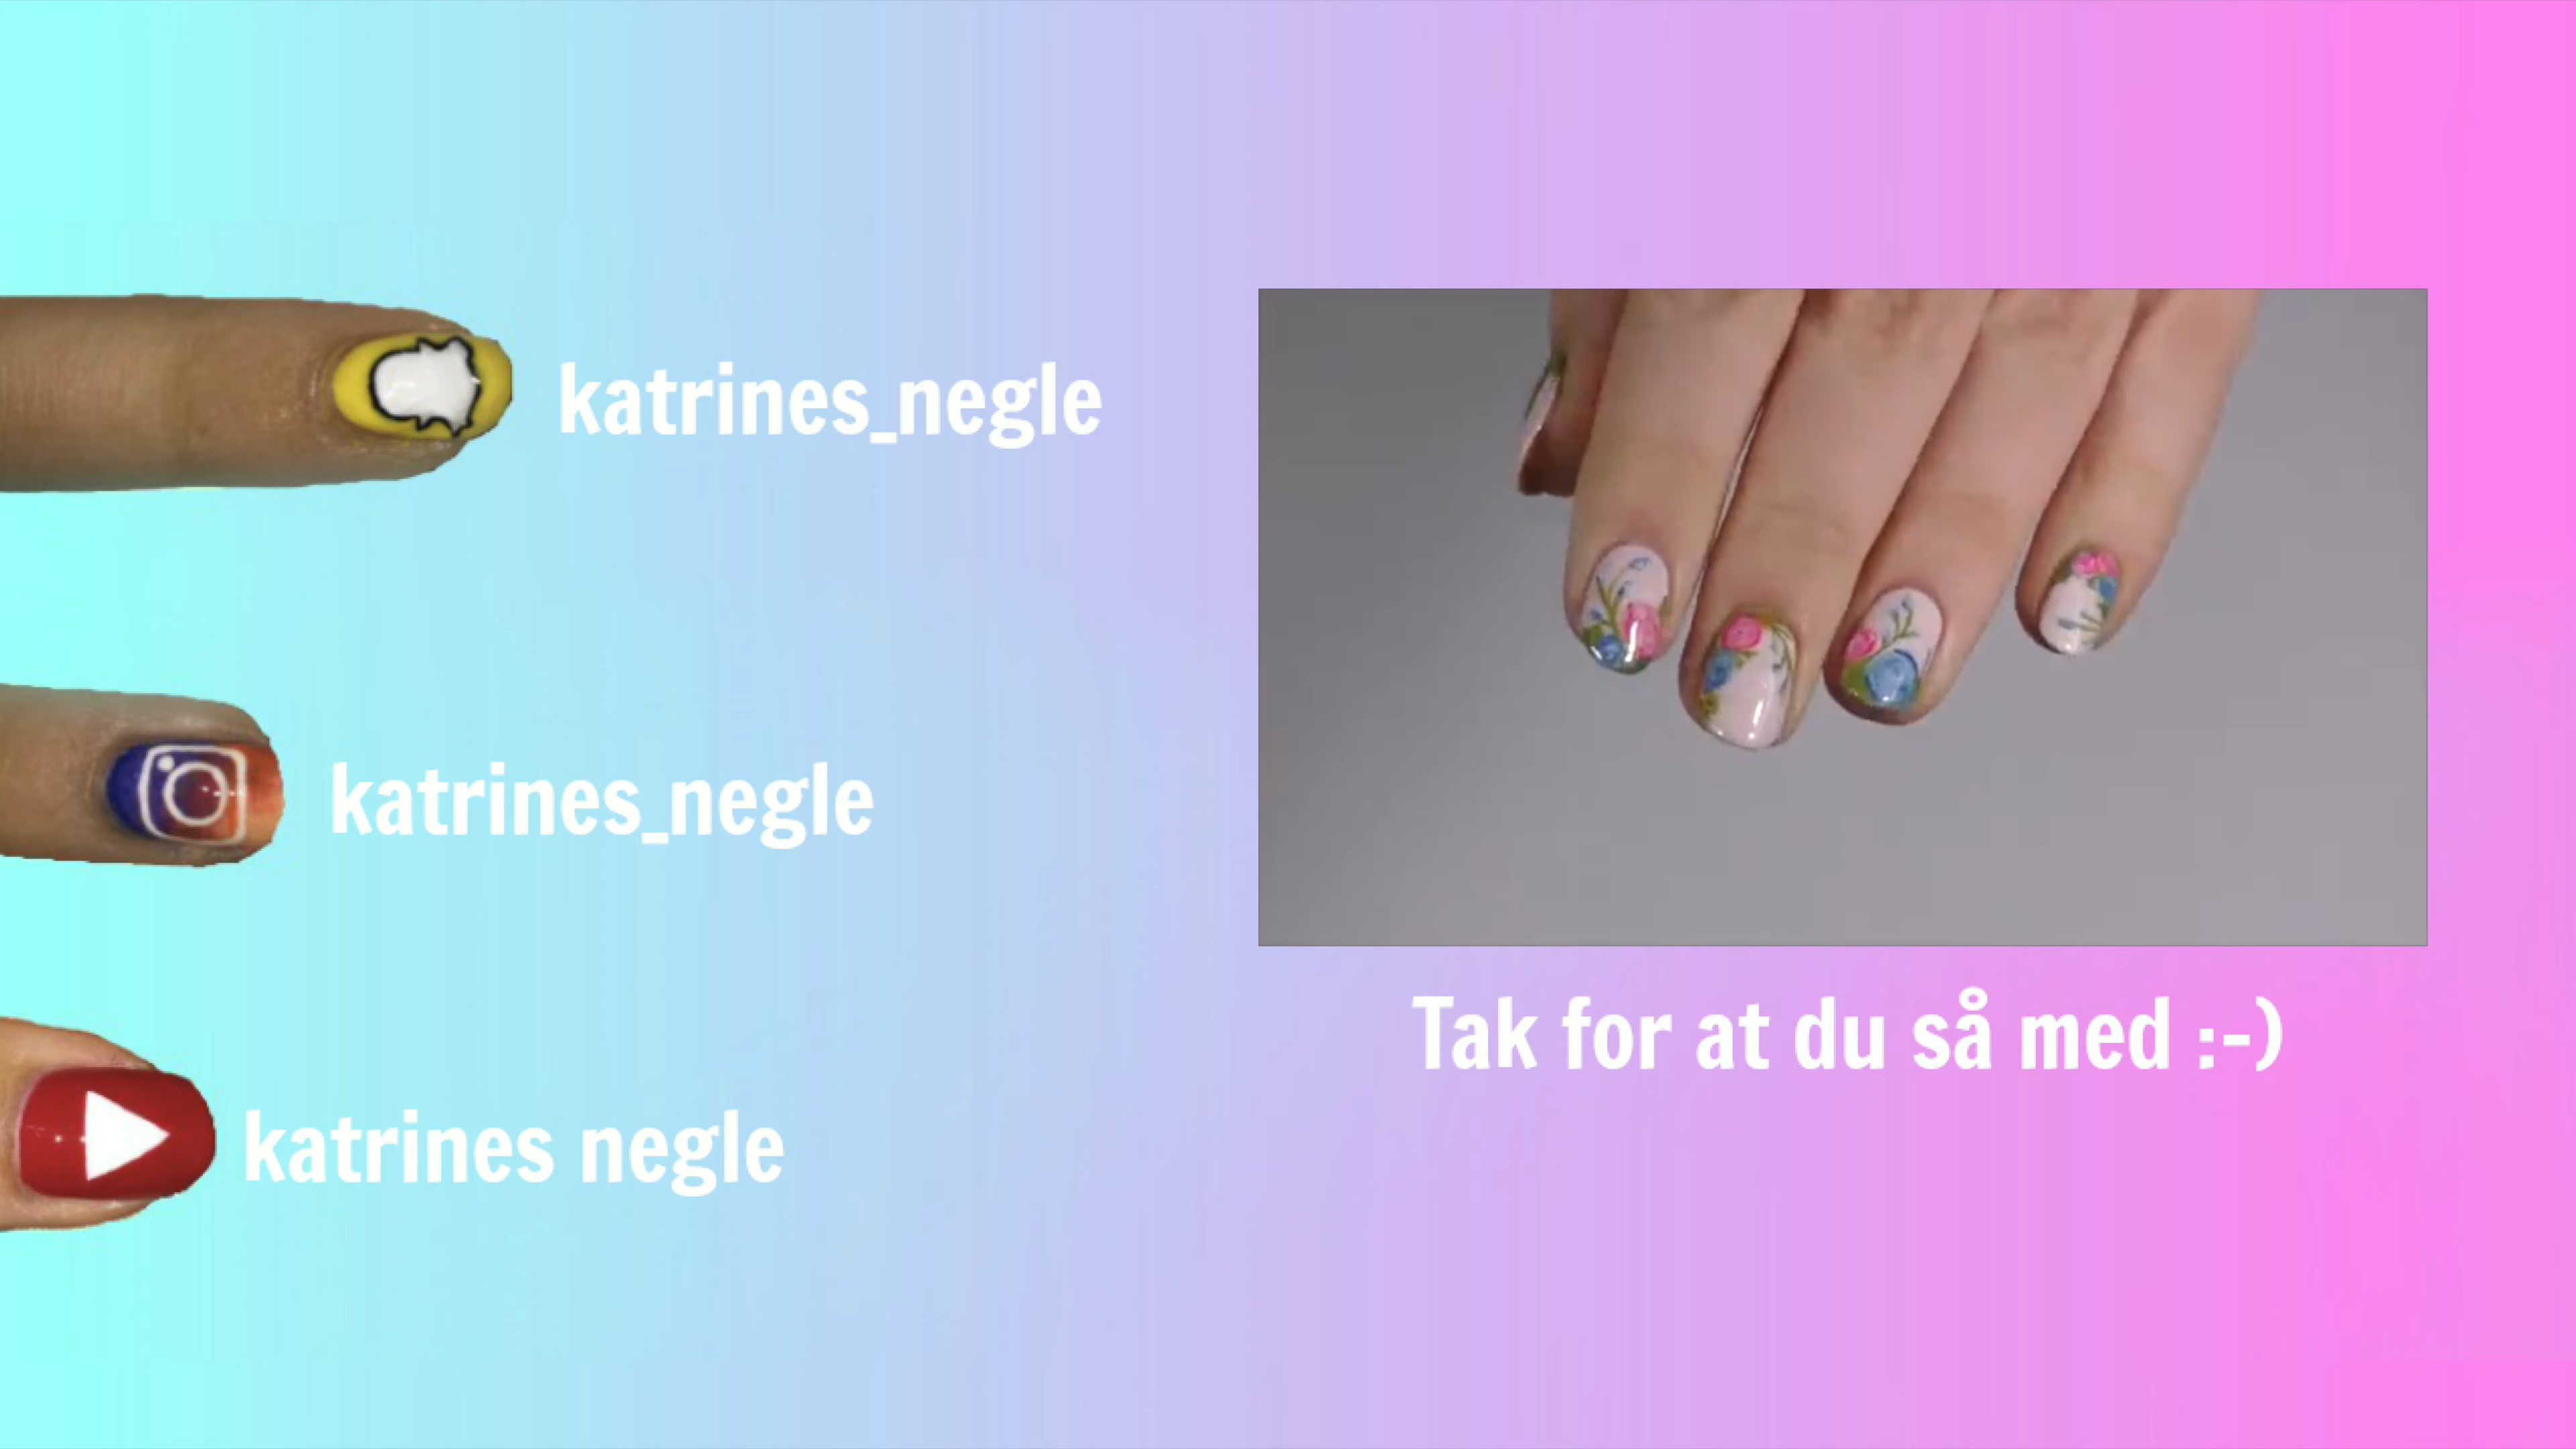 katrines_negle
katrines_negle
katrines negle
Tak for at du så med :-)